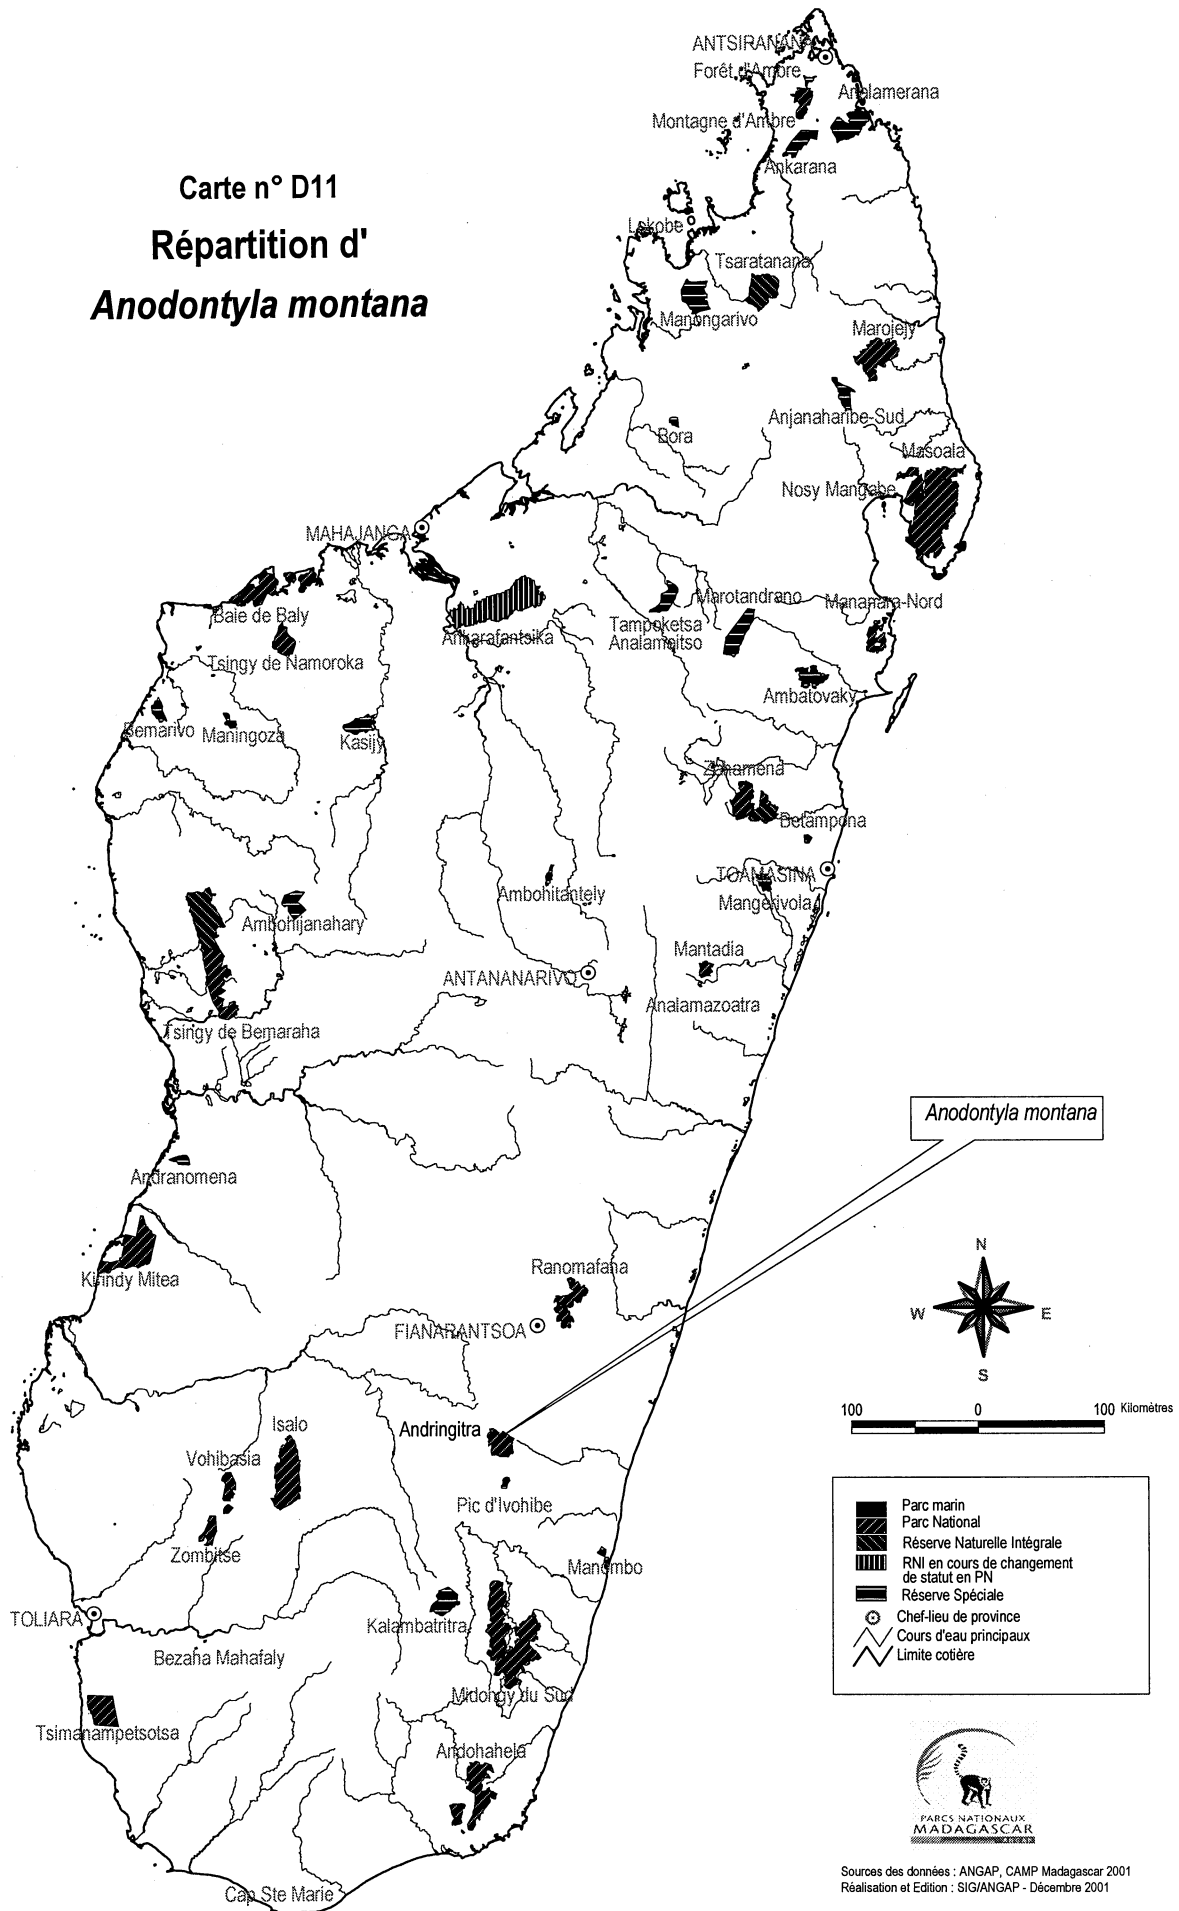 ANTSIRANANA
Forêt d'Ambre
Analamerana
Montagne d'Ambre
Ankarana
Carte n° D11
Répartition d'
Anodontyla montana
Lokobe
Tsaratanana
Manongarivo
Marojejy
Anjanaharibe-Sud
Bora
Masoala
Nosy Mangabe
MAHAJANGA
Baie de Baly
Marotandrano
Mananara-Nord
Tampoketsa
Analamaitso
Ankarafantsika
Tsingy de Namoroka
Ambatovaky
Bemarivo
Maningoza
Kasijy
Zahamena
Betampona
TOAMASINA
Ambohitantely
Mangerivola
Ambohijanahary
Mantadia
ANTANANARIVO
Analamazoatra
Tsingy de Bemaraha
Anodontyla montana
Andranomena
N
Ranomafana
Kirindy Mitea
W
E
FIANARANTSOA
S
100
0
100 Kilomètres
Isalo
Andringitra
Vohibasia
Pic d'Ivohibe
Parc marin
Parc National
Réserve Naturelle Intégrale
RNI en cours de changement
de statut en PN
Réserve Spéciale
Chef-lieu de province
Cours d'eau principaux
Limite cotière
Zombitse
Manombo
TOLIARA
Kalambatritra
Bezaha Mahafaly
Midongy du Sud
Tsimanampetsotsa
Andohahela
PARCS NATIONAUX
MADAGASCAR
ANGAP
Sources des données : ANGAP, CAMP Madagascar 2001
Réalisation et Edition : SIG/ANGAP - Décembre 2001
Cap Ste Marie